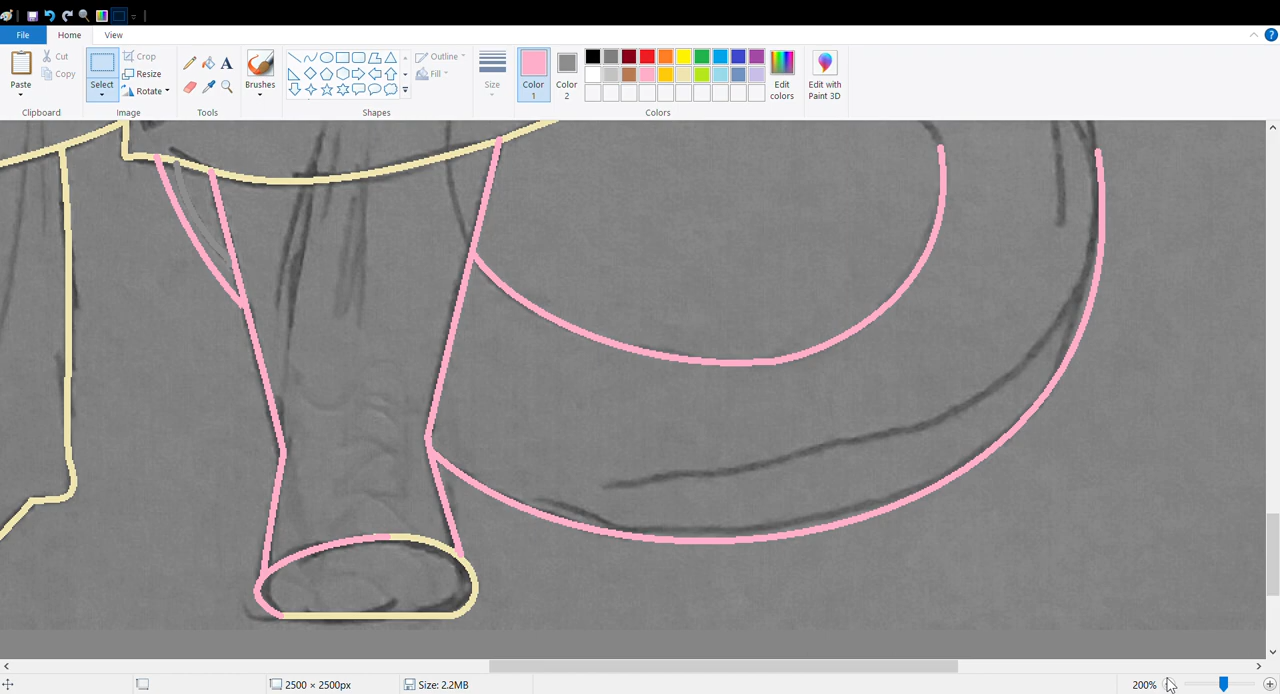 File Home View
Paste
Cut
Copy
Clipboard
Select
Crop
Resize
Rotate
Image
A
Tools
Brushes
Shapes
Outline
Fill
Size
Color 1
Color 2
Edit colors
Colors
Edit with Paint 3D
2500 × 2500px
Size: 2.2MB
200%